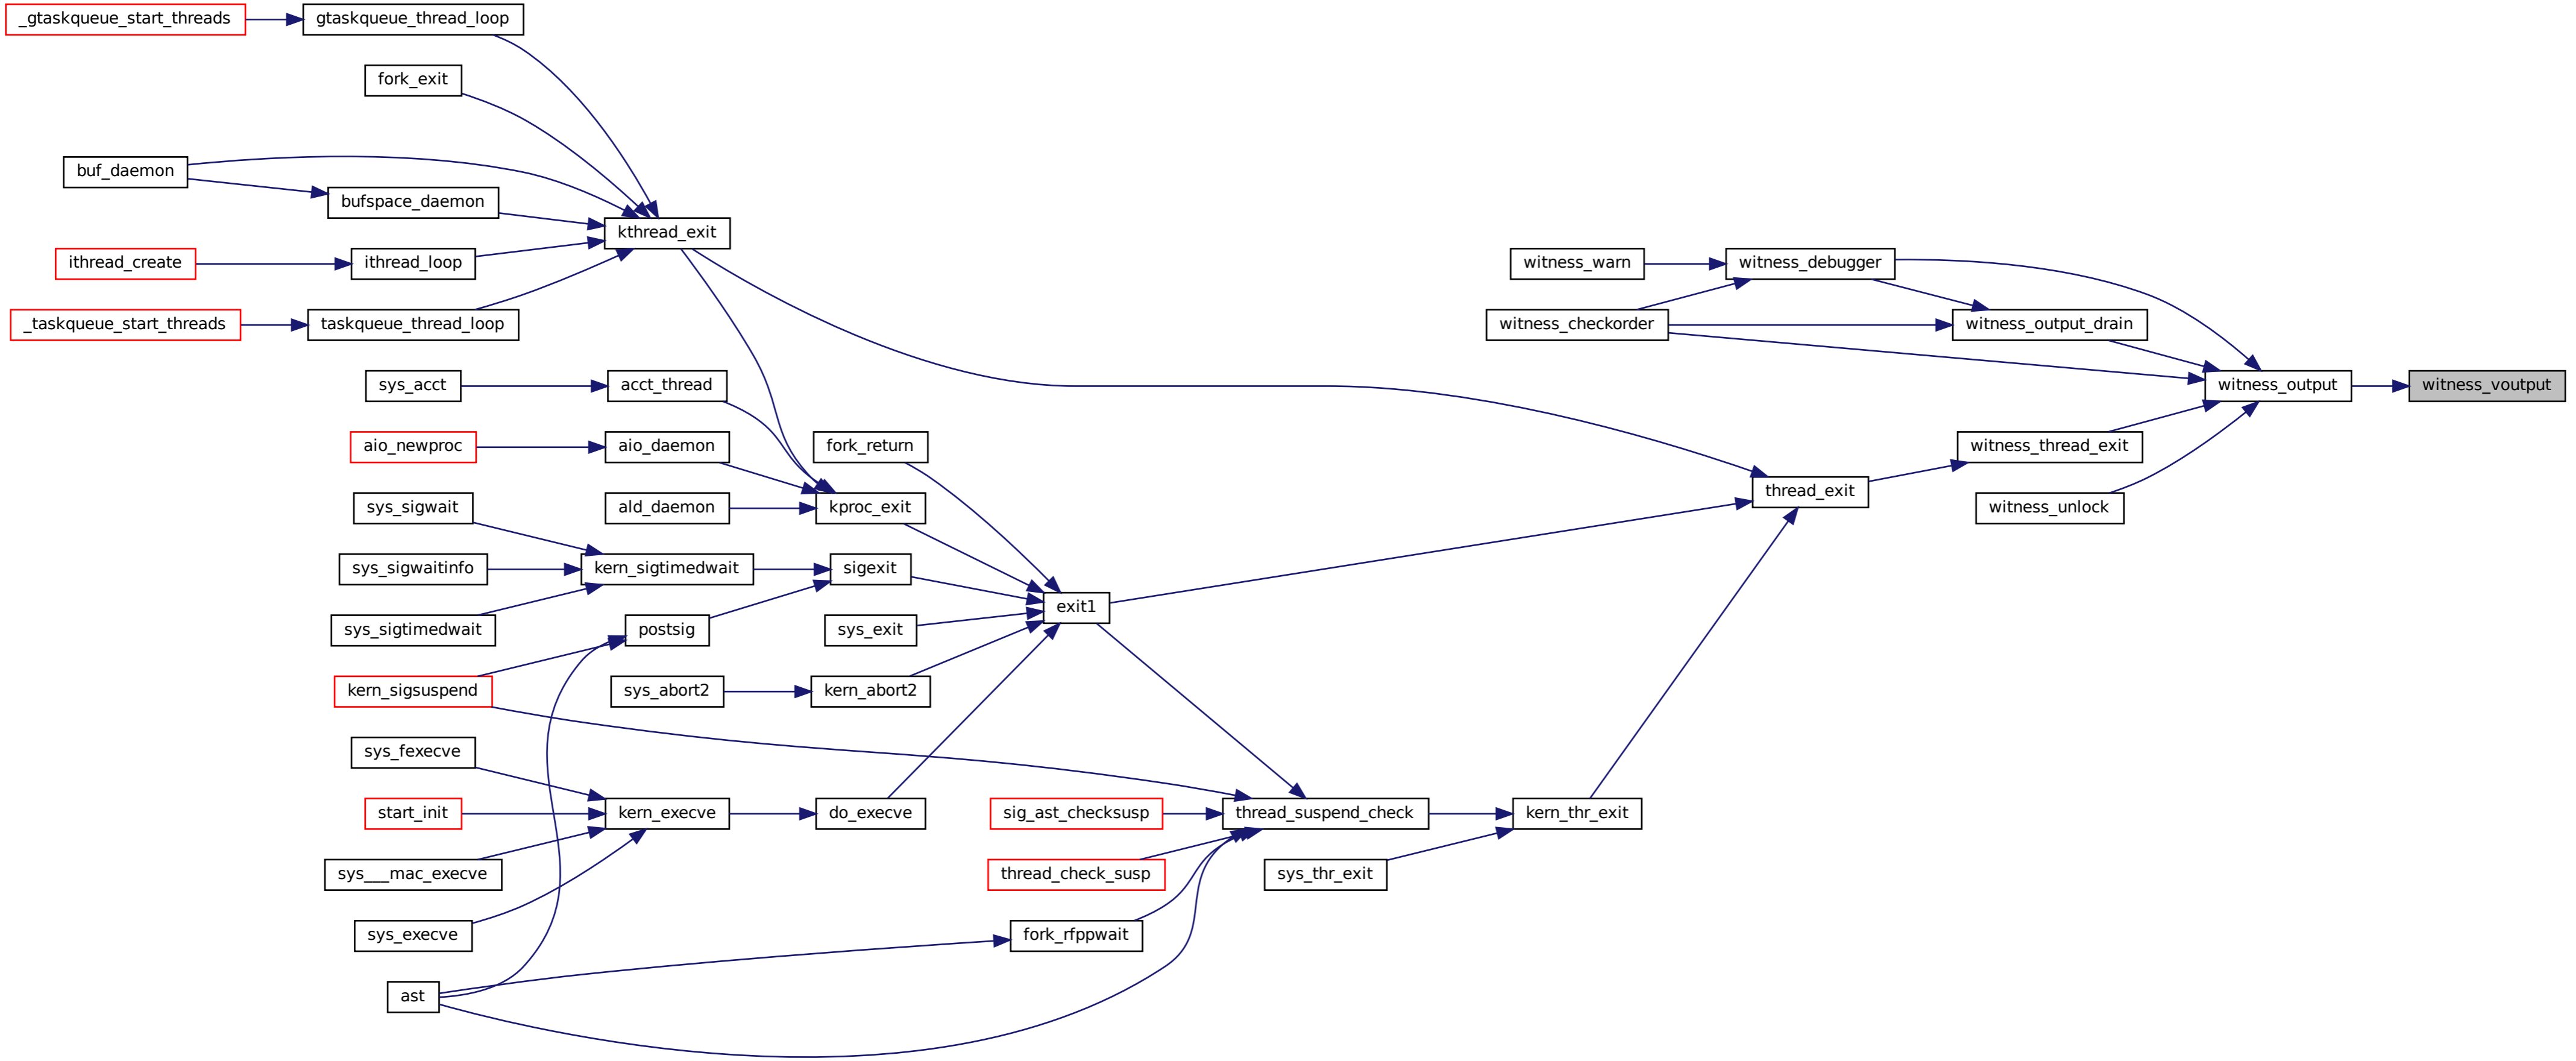 _gtaskqueue_start_threads
gtaskqueue_thread_loop
fork_exit
buf_daemon
bufspace_daemon
kthread_exit
ithread_create
ithread_loop
witness_warn
witness_debugger
_taskqueue_start_threads
taskqueue_thread_loop
witness_checkorder
witness_output_drain
sys_acct
acct_thread
witness_output
witness_voutput
aio_newproc
aio_daemon
fork_return
witness_thread_exit
thread_exit
sys_sigwait
ald_daemon
kproc_exit
witness_unlock
sys_sigwaitinfo
kern_sigtimedwait
sigexit
exit1
sys_sigtimedwait
postsig
sys_exit
kern_sigsuspend
sys_abort2
kern_abort2
sys_fexecve
start_init
kern_execve
do_execve
sig_ast_checksusp
thread_suspend_check
kern_thr_exit
sys___mac_execve
thread_check_susp
sys_thr_exit
sys_execve
fork_rfppwait
ast